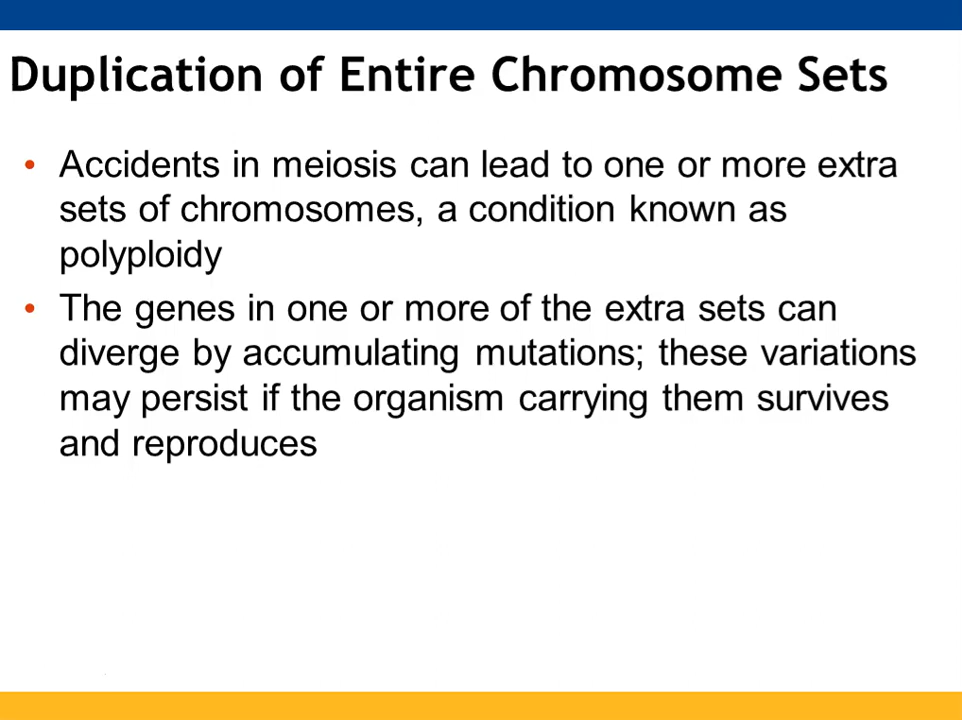 Duplication of Entire Chromosome Sets
• Accidents in meiosis can lead to one or more extra
sets of chromosomes, a condition known as
polyploidy
• The genes in one or more of the extra sets can
diverge by accumulating mutations; these variations
may persist if the organism carrying them survives
and reproduces